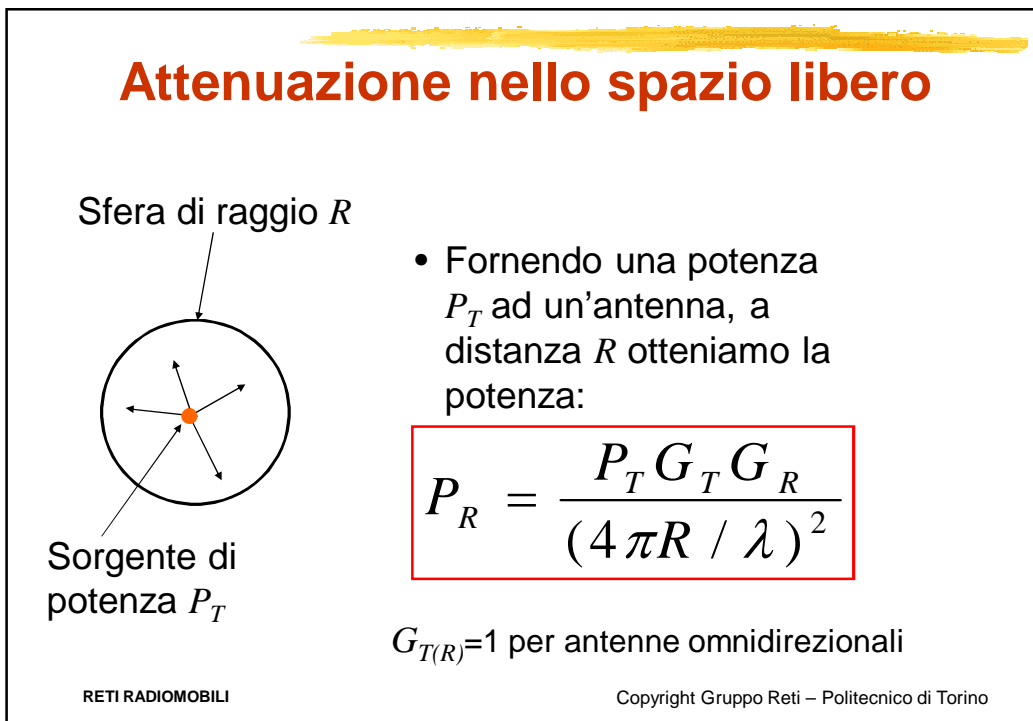 Attenuazione nello spazio libero
Sfera di raggio R
• Fornendo una potenza
P_T ad un'antenna, a
distanza R otteniamo la
potenza:
P_R = P_T G_T G_R / (4πR / λ)^2
Sorgente di
potenza P_T
G_T(R)=1 per antenne omnidirezionali
RETI RADIOMOBILI
Copyright Gruppo Reti – Politecnico di Torino